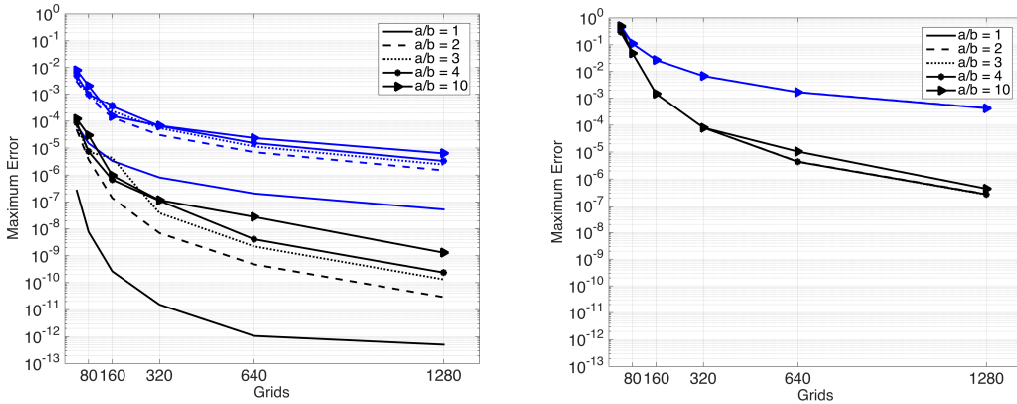 10^0
10^-1
10^-2
10^-3
10^-4
10^-5
10^-6
10^-7
10^-8
10^-9
10^-10
10^-11
10^-12
10^-13
Maximum Error
80 160 320 640 1280
Grids
a/b = 1
a/b = 2
a/b = 3
a/b = 4
a/b = 10
10^0
10^-1
10^-2
10^-3
10^-4
10^-5
10^-6
10^-7
10^-8
10^-9
10^-10
10^-11
10^-12
10^-13
Maximum Error
80 160 320 640 1280
Grids
a/b = 1
a/b = 2
a/b = 3
a/b = 4
a/b = 10